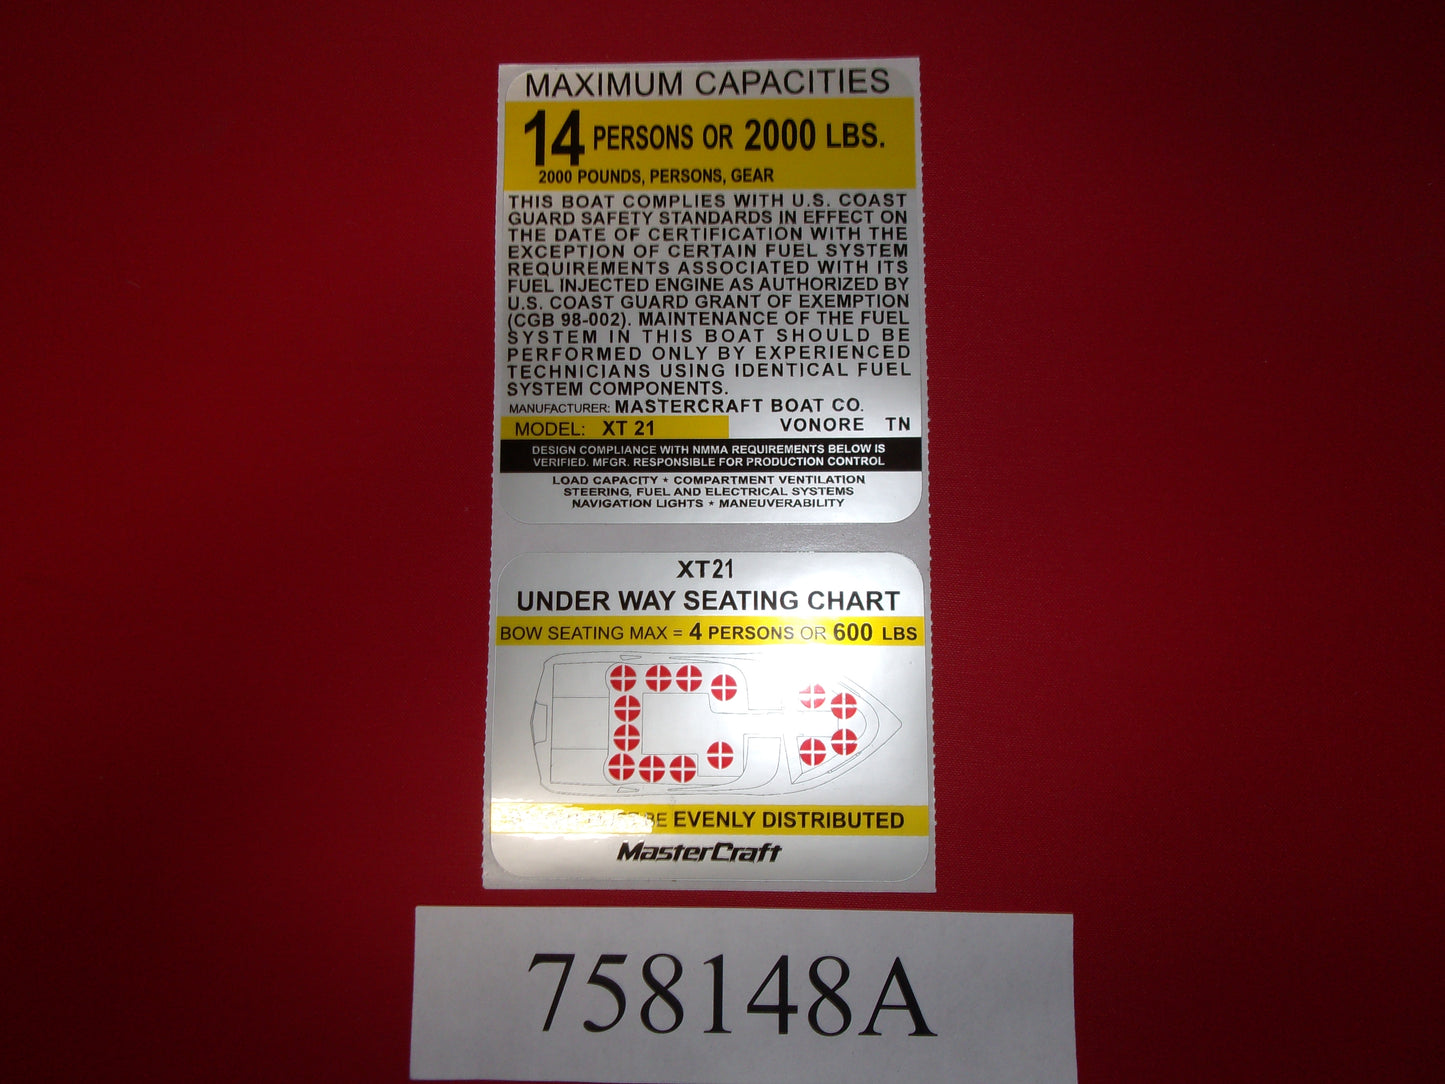 MAXIMUM CAPACITIES
14 PERSONS OR 2000 LBS.
2000 POUNDS, PERSONS, GEAR
THIS BOAT COMPLIES WITH U.S. COAST
GUARD SAFETY STANDARDS IN EFFECT ON
THE DATE OF CERTIFICATION WITH THE
EXCEPTION OF CERTAIN FUEL SYSTEM
REQUIREMENTS ASSOCIATED WITH ITS
FUEL INJECTED ENGINE AS AUTHORIZED BY
U.S. COAST GUARD GRANT OF EXEMPTION
(CGB 98-002). MAINTENANCE OF THE FUEL
SYSTEM IN THIS BOAT SHOULD BE
PERFORMED ONLY BY EXPERIENCED
TECHNICIANS USING IDENTICAL FUEL
SYSTEM COMPONENTS.
MANUFACTURER: MASTERCRAFT BOAT CO.
MODEL: XT 21 VONORE TN
DESIGN COMPLIANCE WITH NMMA REQUIREMENTS BELOW IS
VERIFIED. MFGR. RESPONSIBLE FOR PRODUCTION CONTROL
LOAD CAPACITY * COMPARTMENT VENTILATION
STEERING, FUEL AND ELECTRICAL SYSTEMS
NAVIGATION LIGHTS * MANEUVERABILITY
XT21
UNDER WAY SEATING CHART
BOW SEATING MAX = 4 PERSONS OR 600 LBS
BE EVENLY DISTRIBUTED
MasterCraft
758148A